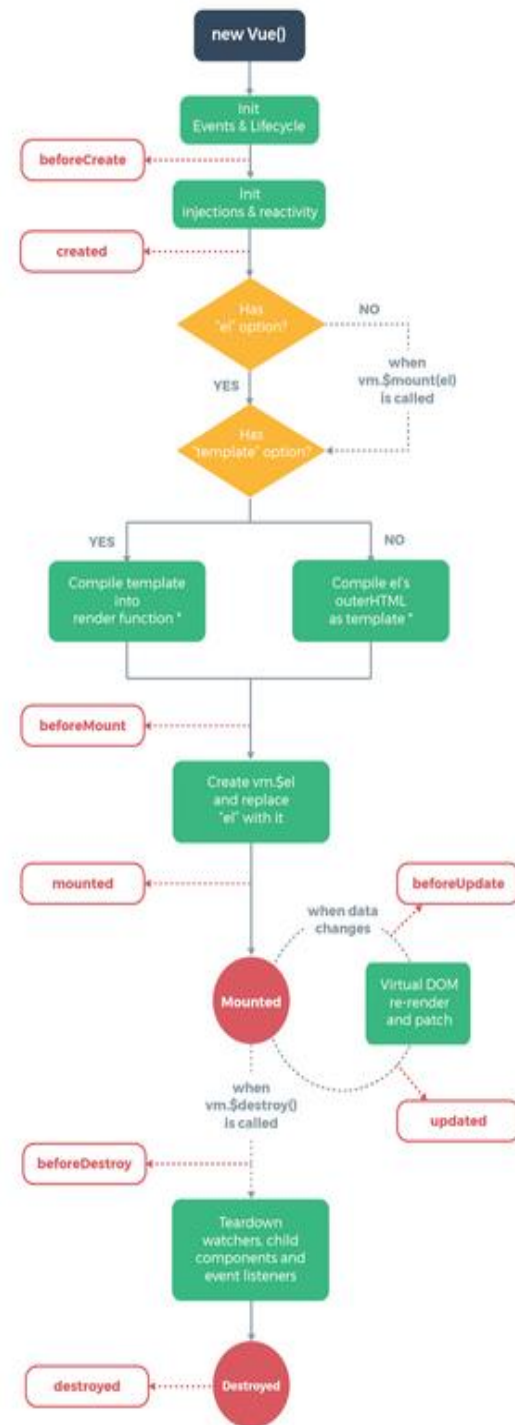 new Vue()
Init
Events & Lifecycle
beforeCreate
Init
injections & reactivity
created
Has
"el" option?
NO
when
vm.$mount(el)
is called
YES
Has
"template" option?
YES
NO
Compile template
into
render function *
Compile el's
outerHTML
as template *
beforeMount
Create vm.$el
and replace
"el" with it
mounted
beforeUpdate
when data
changes
Mounted
Virtual DOM
re-render
and patch
when
vm.$destroy()
is called
updated
beforeDestroy
Teardown
watchers, child
components and
event listeners
destroyed
Destroyed